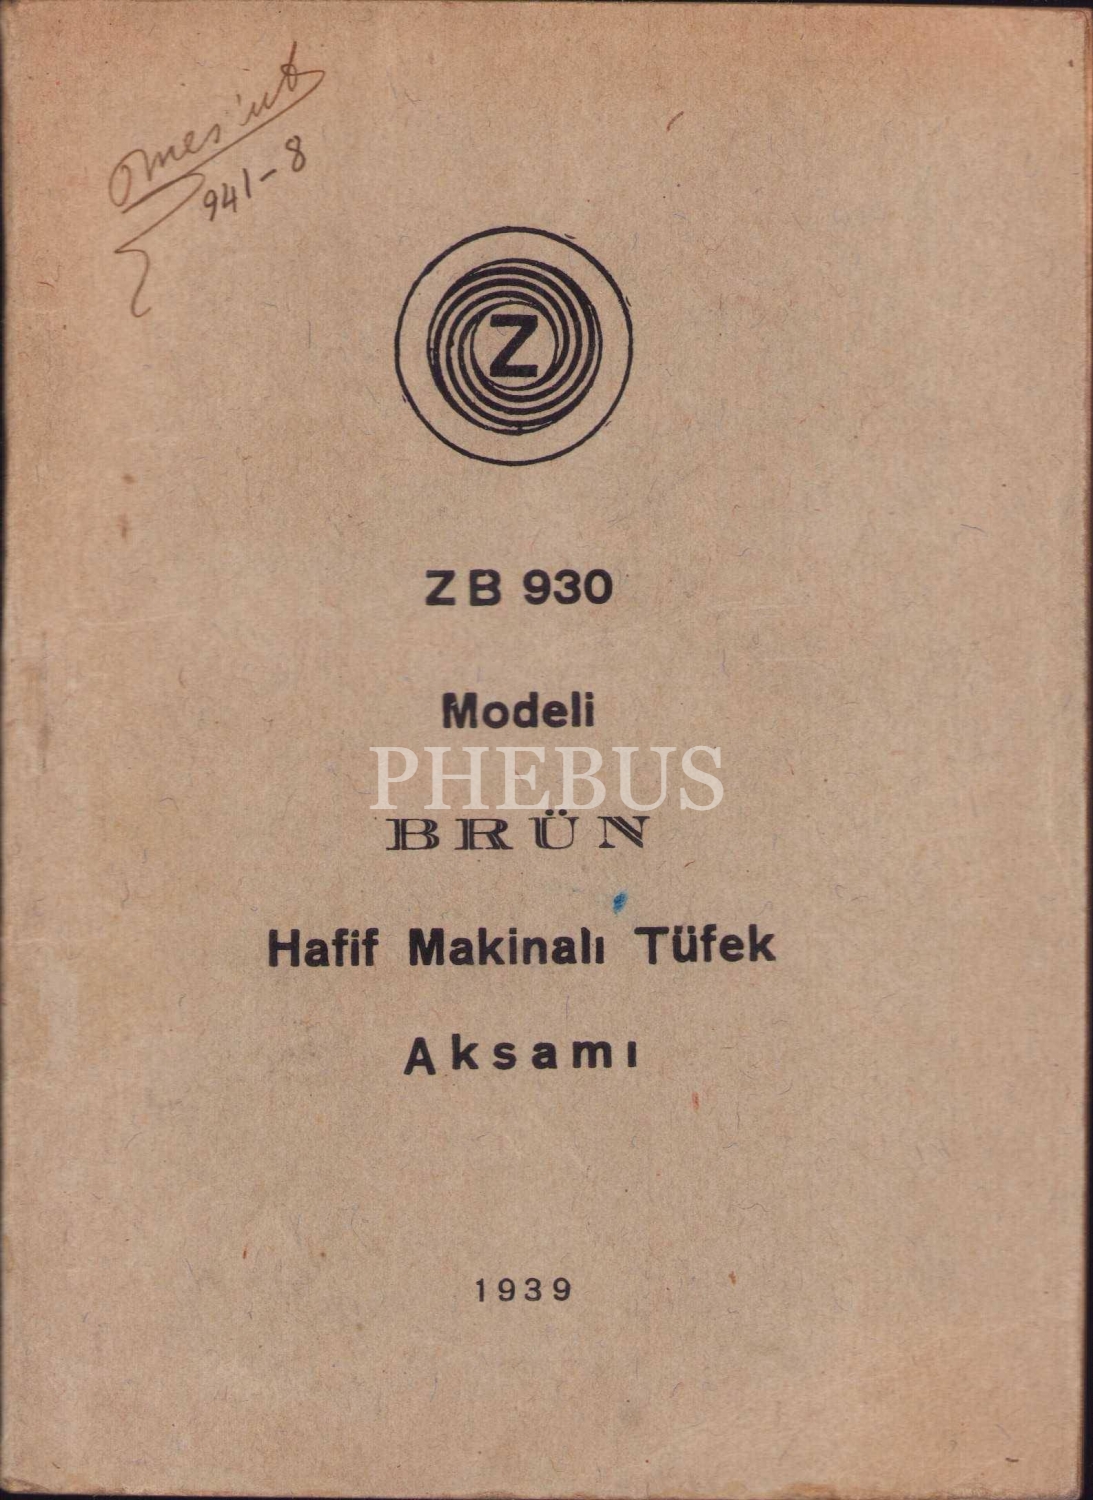 941-8
Z
ZB 930
Modeli
PHEBUS
BRÜN
Hafif Makinalı Tüfek
Aksamı
1939